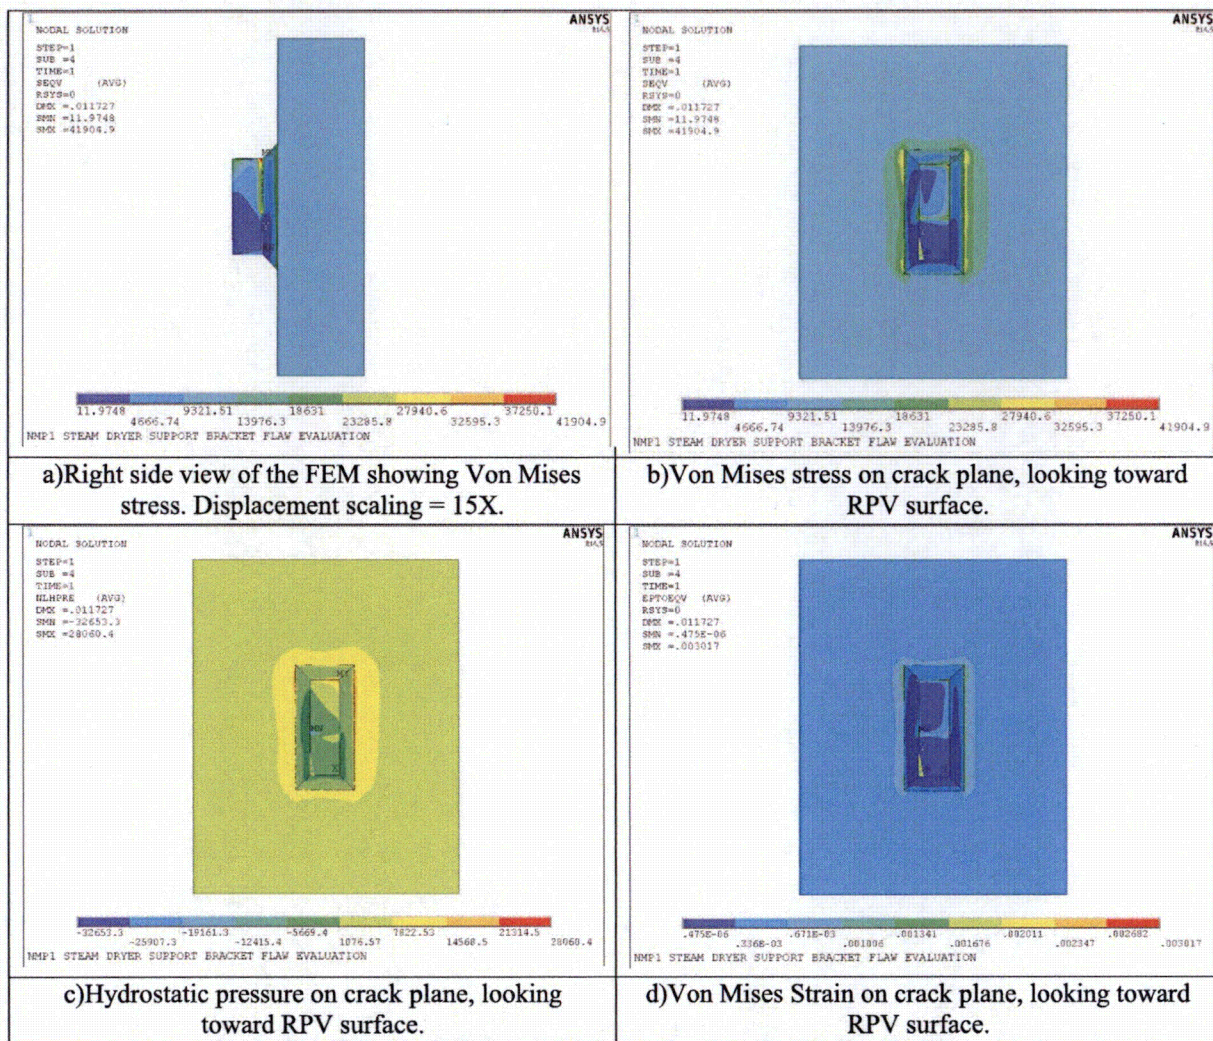 1
NODAL SOLUTION
STEP=1
SUB =4
TIME=1
SEQV (AVG)
RSYS=0
DMX =.011727
SMN =11.9748
SMX =41904.9
ANSYS
11.9748 9321.51 18631 27940.6 37250.1
4666.74 13976.3 23285.8 32595.3 41904.9
NMP1 STEAM DRYER SUPPORT BRACKET FLAW EVALUATION
a)Right side view of the FEM showing Von Mises
stress. Displacement scaling = 15X.
1
NODAL SOLUTION
STEP=1
SUB =4
TIME=1
SEQV (AVG)
RSYS=0
DMX =.011727
SMN =11.9748
SMX =41904.9
ANSYS
11.9748 9321.51 18631 27940.6 37250.1
4666.74 13976.3 23285.8 32595.3 41904.9
NMP1 STEAM DRYER SUPPORT BRACKET FLAW EVALUATION
b)Von Mises stress on crack plane, looking toward
RPV surface.
1
NODAL SOLUTION
STEP=1
SUB =4
TIME=1
NLHPRE (AVG)
DMX =.011727
SMN =-32653.3
SMX =28060.4
ANSYS
MX
MN
X
-32653.3 -19161.3 -5669.4 7822.53 21314.5
-25907.3 -12415.4 1076.57 14568.5 28060.4
NMP1 STEAM DRYER SUPPORT BRACKET FLAW EVALUATION
c)Hydrostatic pressure on crack plane, looking
toward RPV surface.
1
NODAL SOLUTION
STEP=1
SUB =4
TIME=1
EPTOEQV (AVG)
RSYS=0
DMX =.011727
SMN =.475E-06
SMX =.003017
ANSYS
.475E-06 .671E-03 .001341 .002011 .002682
.336E-03 .001006 .001676 .002347 .003017
NMP1 STEAM DRYER SUPPORT BRACKET FLAW EVALUATION
d)Von Mises Strain on crack plane, looking toward
RPV surface.